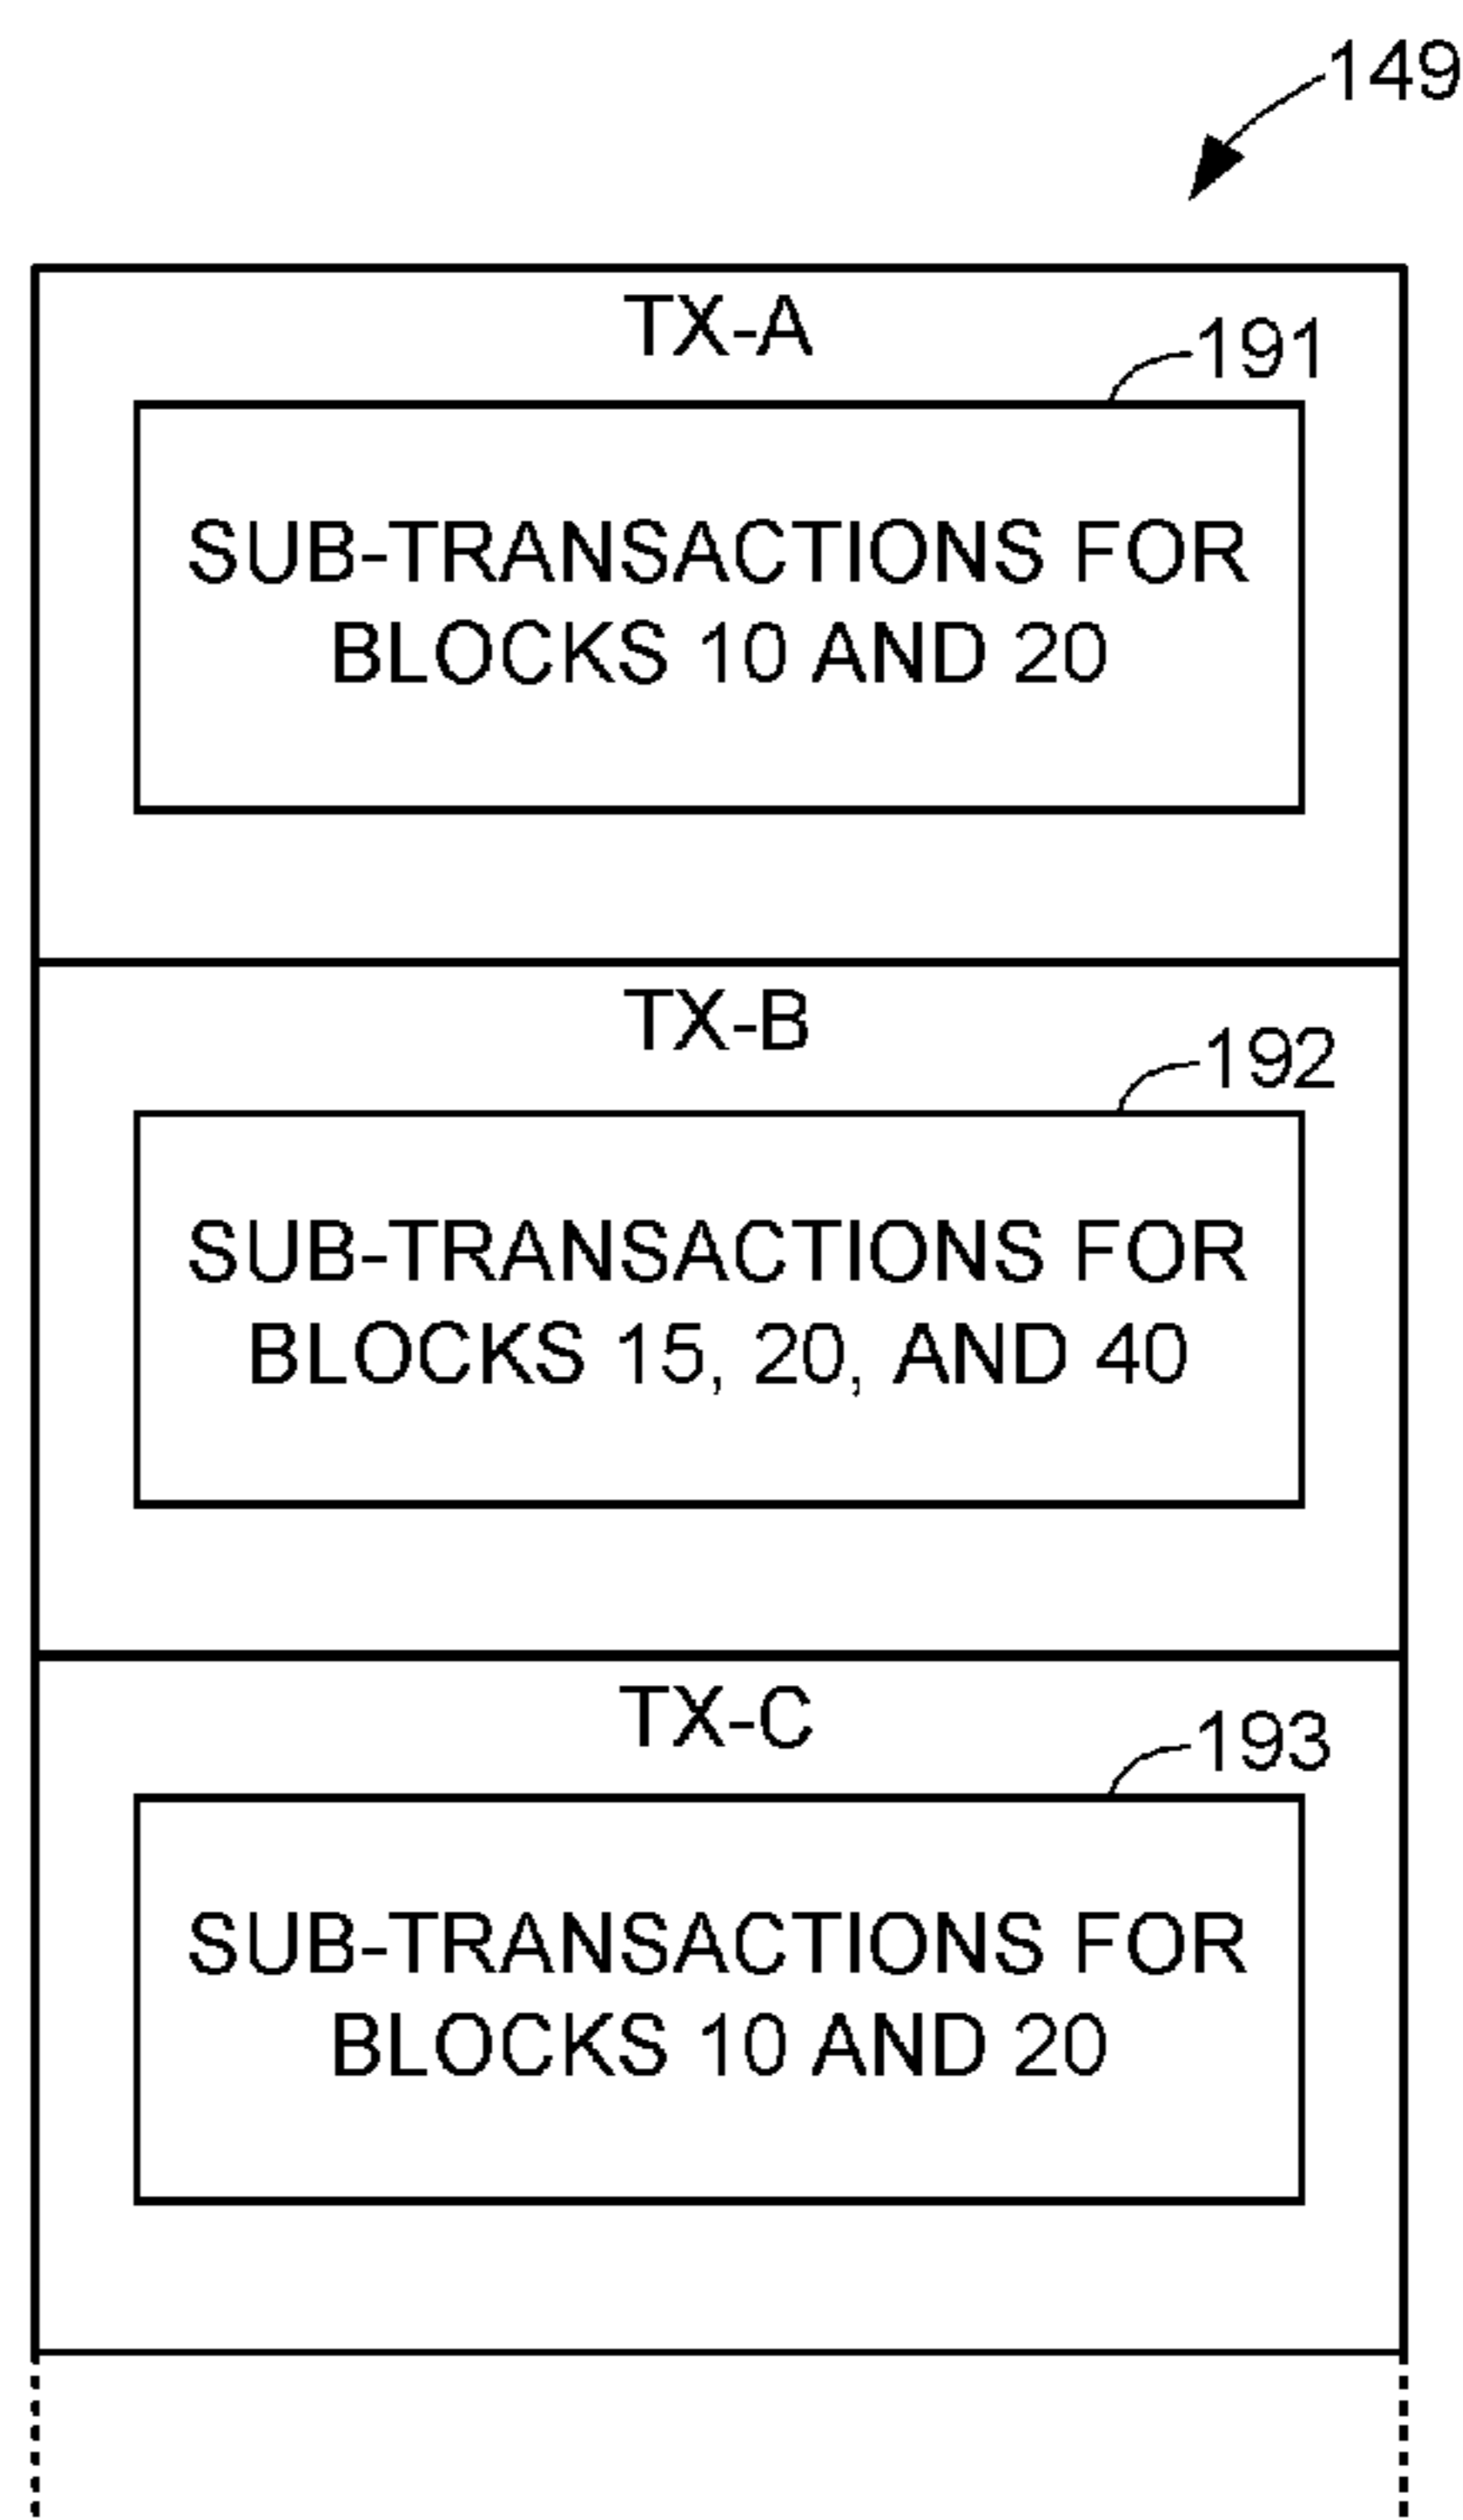 149
TX-A
191
SUB-TRANSACTIONS FOR
BLOCKS 10 AND 20
TX-B
192
SUB-TRANSACTIONS FOR
BLOCKS 15, 20, AND 40
TX-C
193
SUB-TRANSACTIONS FOR
BLOCKS 10 AND 20